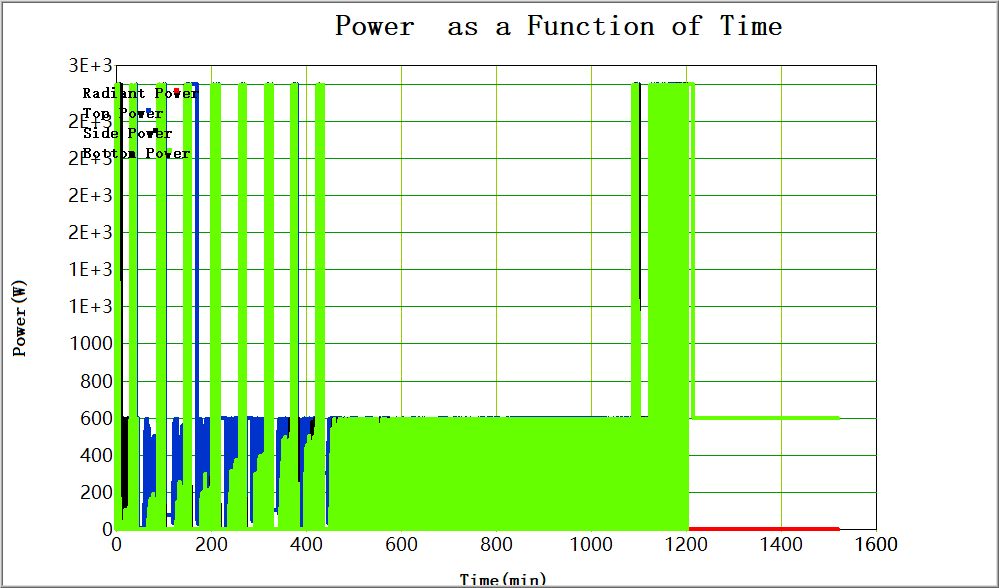 Power as a Function of Time
3E+3
Radiant Power
Top Power
2E+3
Side Power
Bottom Power
2E+3
2E+3
2E+3
1E+3
1E+3
1000
800
600
400
200
0
Power(W)
0 200 400 600 800 1000 1200 1400 1600
Time(min)